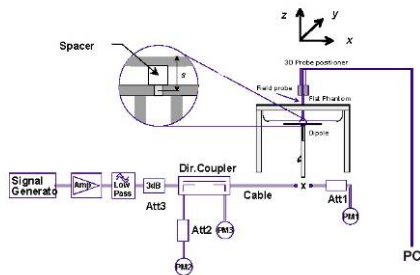 z
y
x
Spacer
s
3D Probe positioner
Field probe
Flat Phantom
Dipole
Signal
Generato
Amp.
Low
Pass
3dB
Att3
Dir.Coupler
Cable
x
Att1
PM1
Att2
PM3
PM2
PC